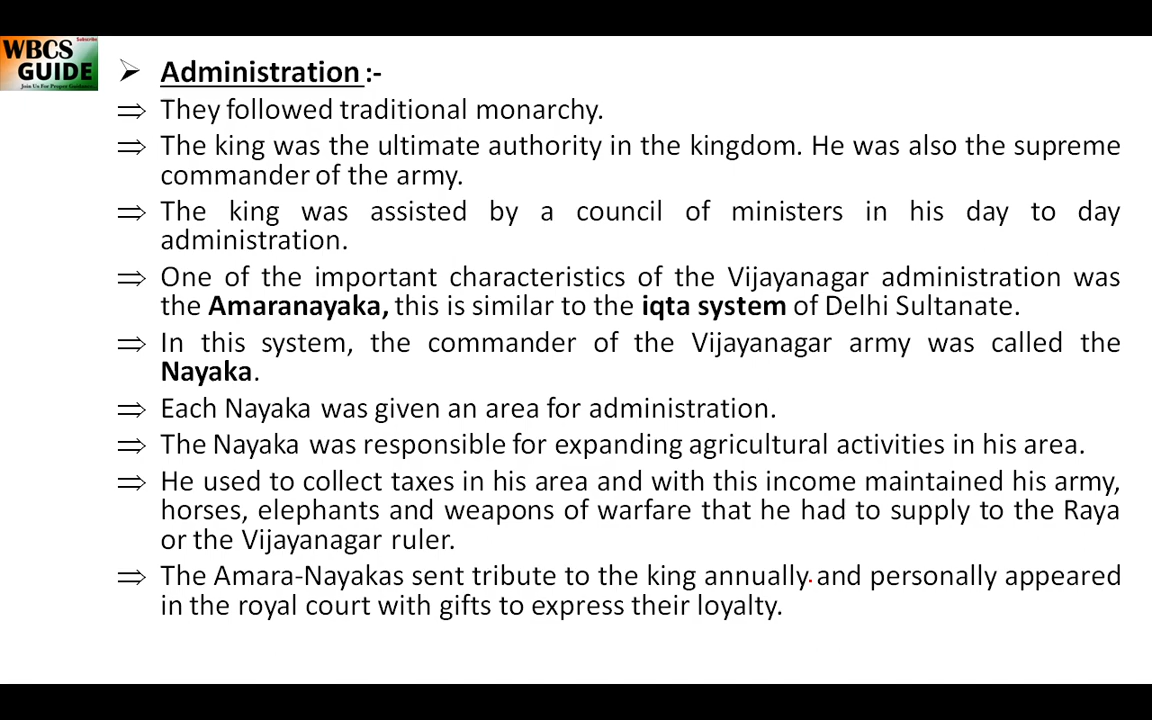 Subscribe
WBCS
GUIDE
Join Us For Proper Guidance...
➢ Administration :-
⇒ They followed traditional monarchy.
⇒ The king was the ultimate authority in the kingdom. He was also the supreme
commander of the army.
⇒ The king was assisted by a council of ministers in his day to day
administration.
⇒ One of the important characteristics of the Vijayanagar administration was
the Amaranayaka, this is similar to the iqta system of Delhi Sultanate.
⇒ In this system, the commander of the Vijayanagar army was called the
Nayaka.
⇒ Each Nayaka was given an area for administration.
⇒ The Nayaka was responsible for expanding agricultural activities in his area.
⇒ He used to collect taxes in his area and with this income maintained his army,
horses, elephants and weapons of warfare that he had to supply to the Raya
or the Vijayanagar ruler.
⇒ The Amara-Nayakas sent tribute to the king annually and personally appeared
in the royal court with gifts to express their loyalty.